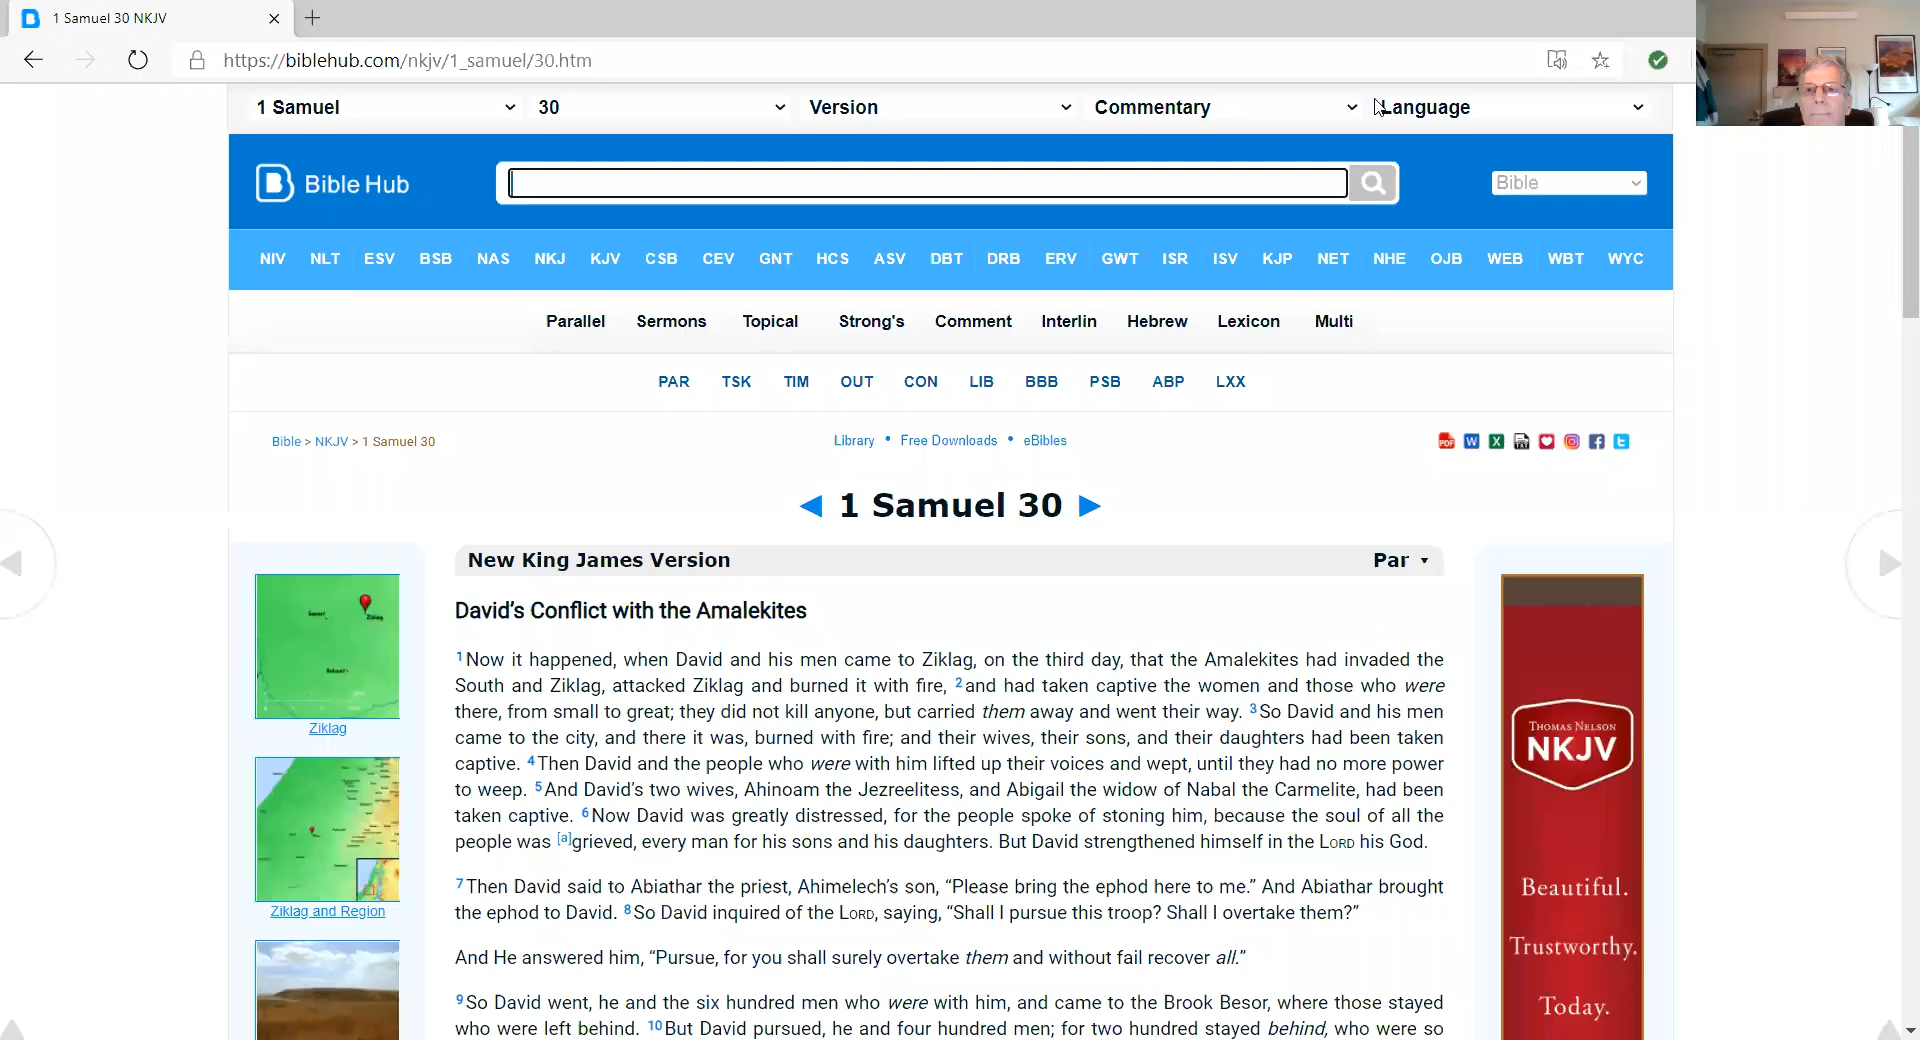 1 Samuel 30 NKJV
https://biblehub.com/nkjv/1_samuel/30.htm
1 Samuel 30 Version Commentary Language
Bible Hub Bible
NIV NLT ESV BSB NAS NKJ KJV CSB CEV GNT HCS ASV DBT DRB ERV GWT ISR ISV KJP NET NHE OJB WEB WBT WYC
Parallel Sermons Topical Strong's Comment Interlin Hebrew Lexicon Multi
PAR TSK TIM OUT CON LIB BBB PSB ABP LXX
Bible > NKJV > 1 Samuel 30 Library • Free Downloads • eBibles
◄ 1 Samuel 30 ►
New King James Version Par ▾
David’s Conflict with the Amalekites
1Now it happened, when David and his men came to Ziklag, on the third day, that the Amalekites had invaded the
South and Ziklag, attacked Ziklag and burned it with fire, 2and had taken captive the women and those who were
there, from small to great; they did not kill anyone, but carried them away and went their way. 3So David and his men
came to the city, and there it was, burned with fire; and their wives, their sons, and their daughters had been taken
captive. 4Then David and the people who were with him lifted up their voices and wept, until they had no more power
to weep. 5And David’s two wives, Ahinoam the Jezreelitess, and Abigail the widow of Nabal the Carmelite, had been
taken captive. 6Now David was greatly distressed, for the people spoke of stoning him, because the soul of all the
people was [a]grieved, every man for his sons and his daughters. But David strengthened himself in the LORD his God.
7Then David said to Abiathar the priest, Ahimelech’s son, “Please bring the ephod here to me.” And Abiathar brought
the ephod to David. 8So David inquired of the LORD, saying, “Shall I pursue this troop? Shall I overtake them?”
And He answered him, “Pursue, for you shall surely overtake them and without fail recover all.”
9So David went, he and the six hundred men who were with him, and came to the Brook Besor, where those stayed
who were left behind. 10But David pursued, he and four hundred men; for two hundred stayed behind, who were so
Ziklag
Ziklag
Ziklag and Region
THOMAS NELSON
NKJV
Beautiful.
Trustworthy.
Today.